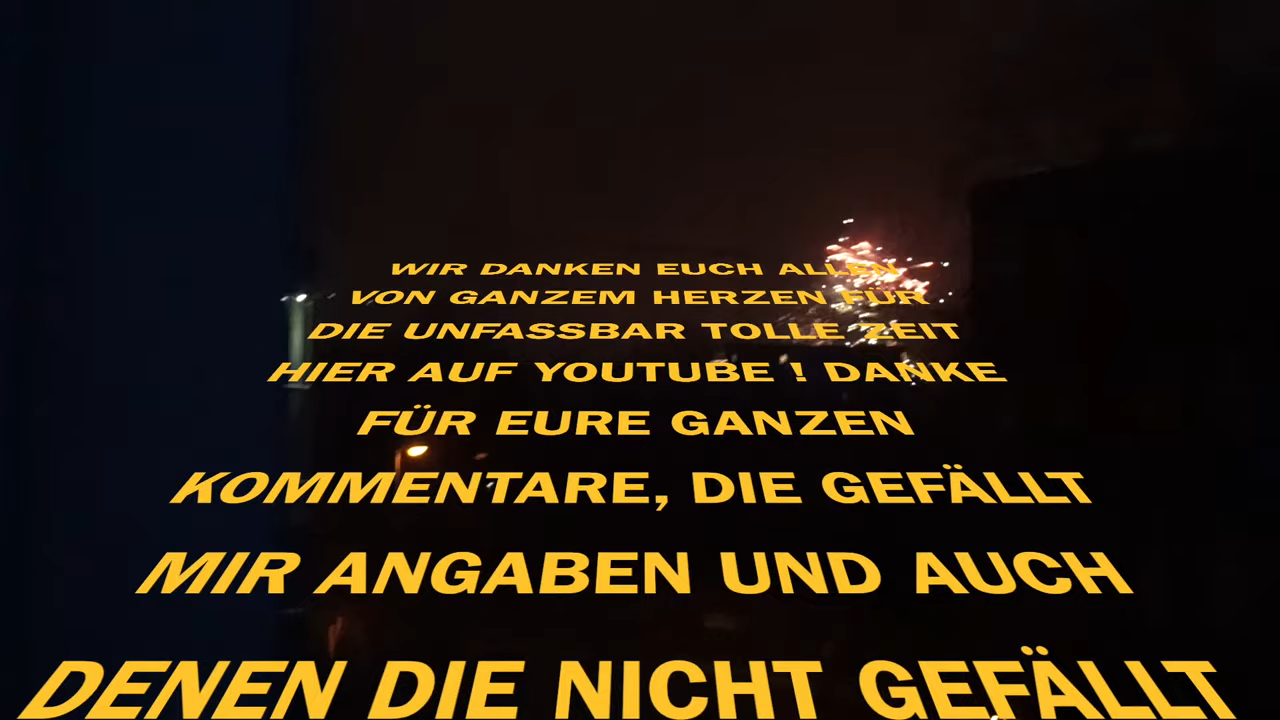 WIR DANKEN EUCH ALLEN
VON GANZEM HERZEN FÜR
DIE UNFASSBAR TOLLE ZEIT
HIER AUF YOUTUBE ! DANKE
FÜR EURE GANZEN
KOMMENTARE, DIE GEFÄLLT
MIR ANGABEN UND AUCH
DENEN DIE NICHT GEFÄLLT